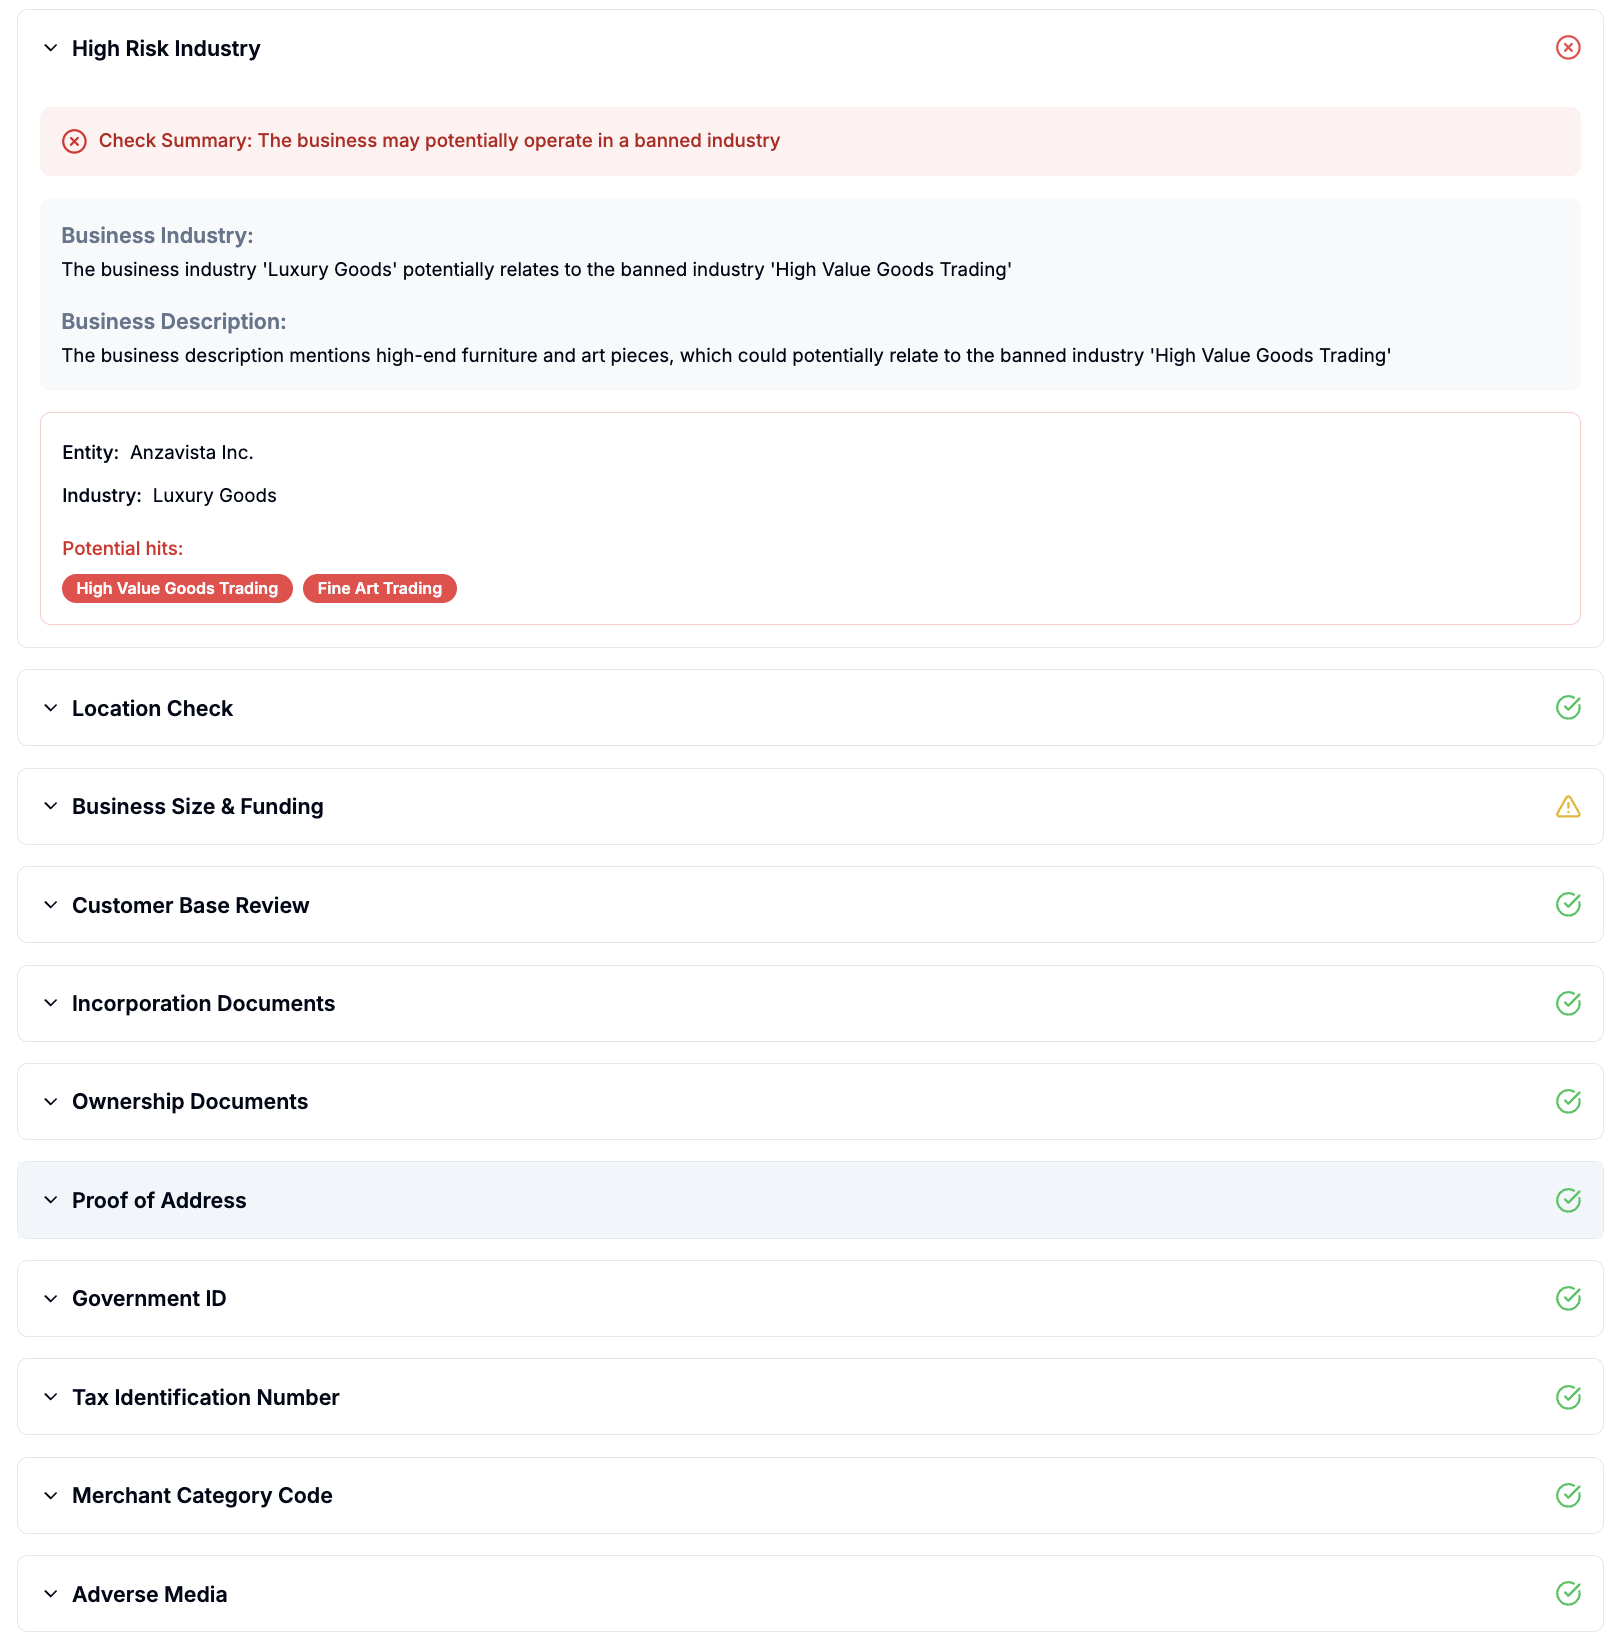 High Risk Industry
Check Summary: The business may potentially operate in a banned industry
Business Industry:
The business industry 'Luxury Goods' potentially relates to the banned industry 'High Value Goods Trading'
Business Description:
The business description mentions high-end furniture and art pieces, which could potentially relate to the banned industry 'High Value Goods Trading'
Entity: Anzavista Inc.
Industry: Luxury Goods
Potential hits:
High Value Goods Trading Fine Art Trading
Location Check
Business Size & Funding
Customer Base Review
Incorporation Documents
Ownership Documents
Proof of Address
Government ID
Tax Identification Number
Merchant Category Code
Adverse Media